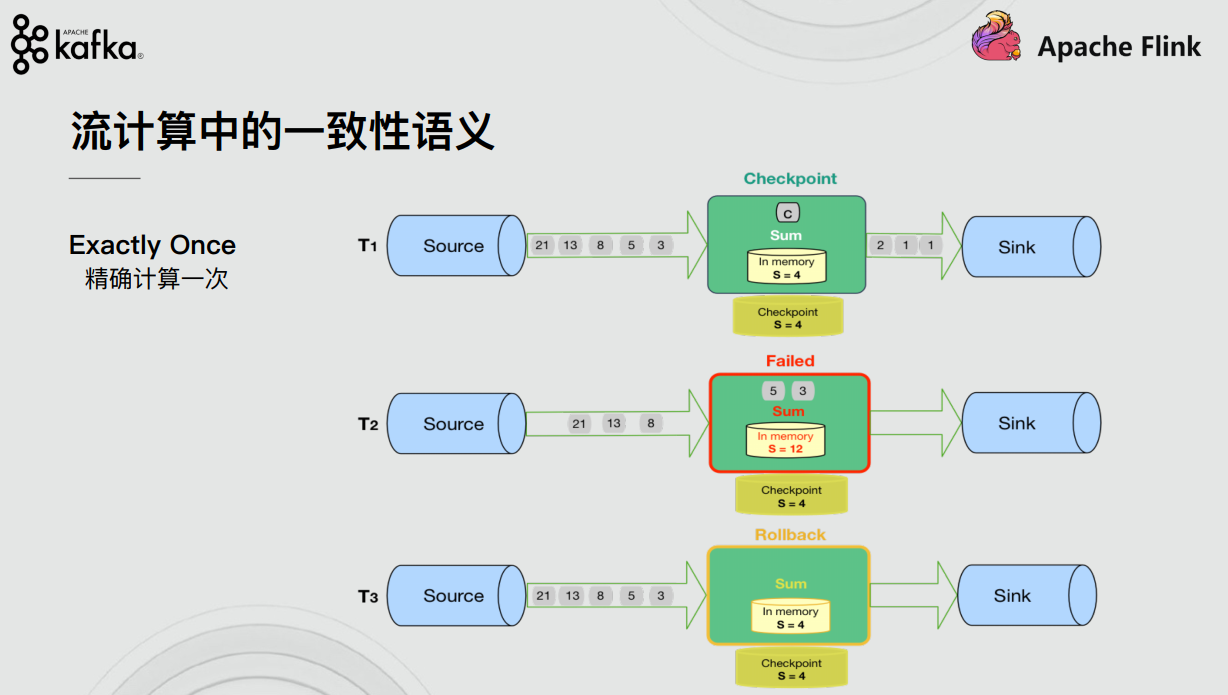 APACHE
kafka®
Apache Flink
流计算中的一致性语义
Exactly Once
精确计算一次
Checkpoint
T1
Source
21 13 8 5 3
C
Sum
In memory
S = 4
2 1 1
Sink
Checkpoint
S = 4
Failed
T2
Source
21 13 8
5 3
Sum
In memory
S = 12
Sink
Checkpoint
S = 4
Rollback
T3
Source
21 13 8 5 3
Sum
In memory
S = 4
Sink
Checkpoint
S = 4